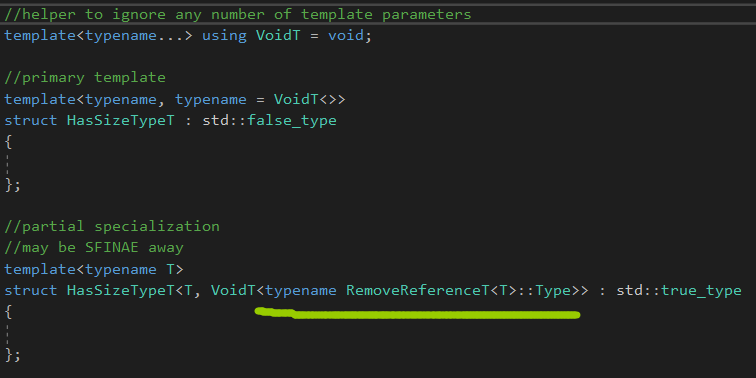 //helper to ignore any number of template parameters
template<typename...> using VoidT = void;
//primary template
template<typename, typename = VoidT<>>
struct HasSizeTypeT : std::false_type
{
};
//partial specialization
//may be SFINAE away
template<typename T>
struct HasSizeTypeT<T, VoidT<typename RemoveReferenceT<T>::Type>> : std::true_type
{
};